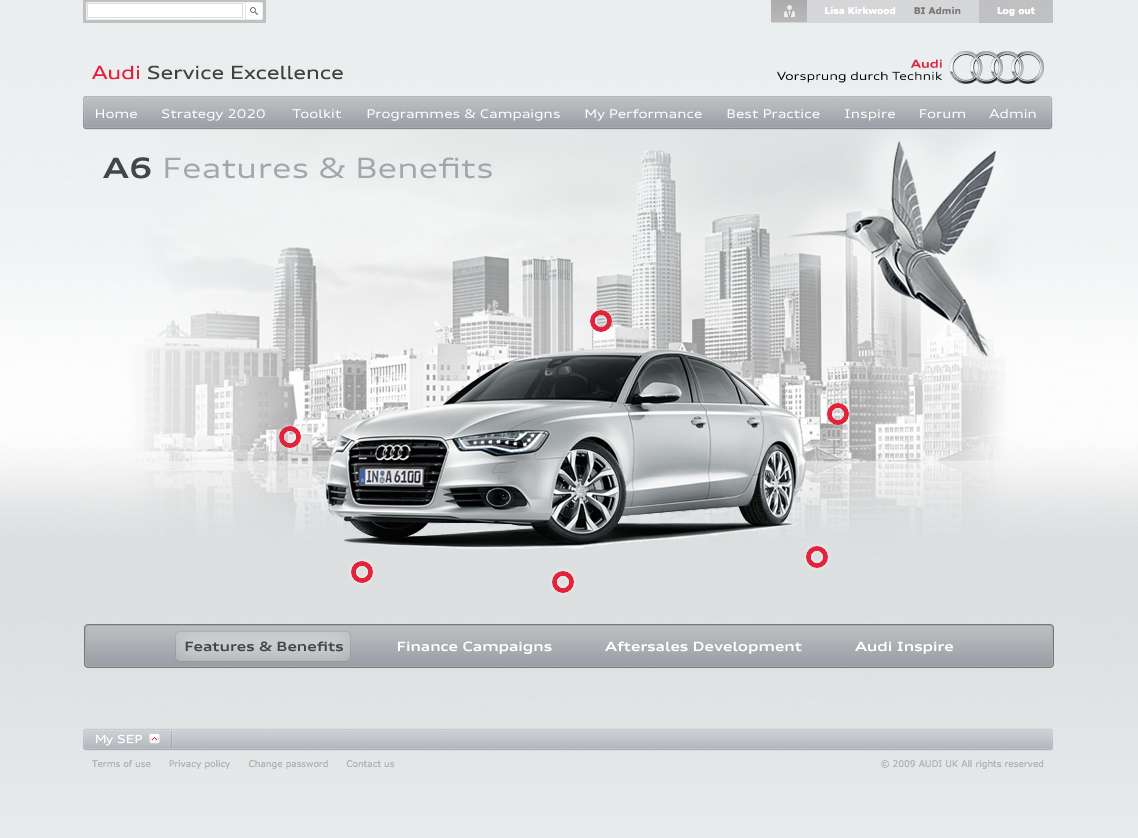 Lisa Kirkwood BI Admin Log out
Audi Service Excellence
Audi
Vorsprung durch Technik
Home Strategy 2020 Toolkit Programmes & Campaigns My Performance Best Practice Inspire Forum Admin
A6 Features & Benefits
IN A 6100
Features & Benefits Finance Campaigns Aftersales Development Audi Inspire
My SEP
Terms of use Privacy policy Change password Contact us © 2009 AUDI UK All rights reserved